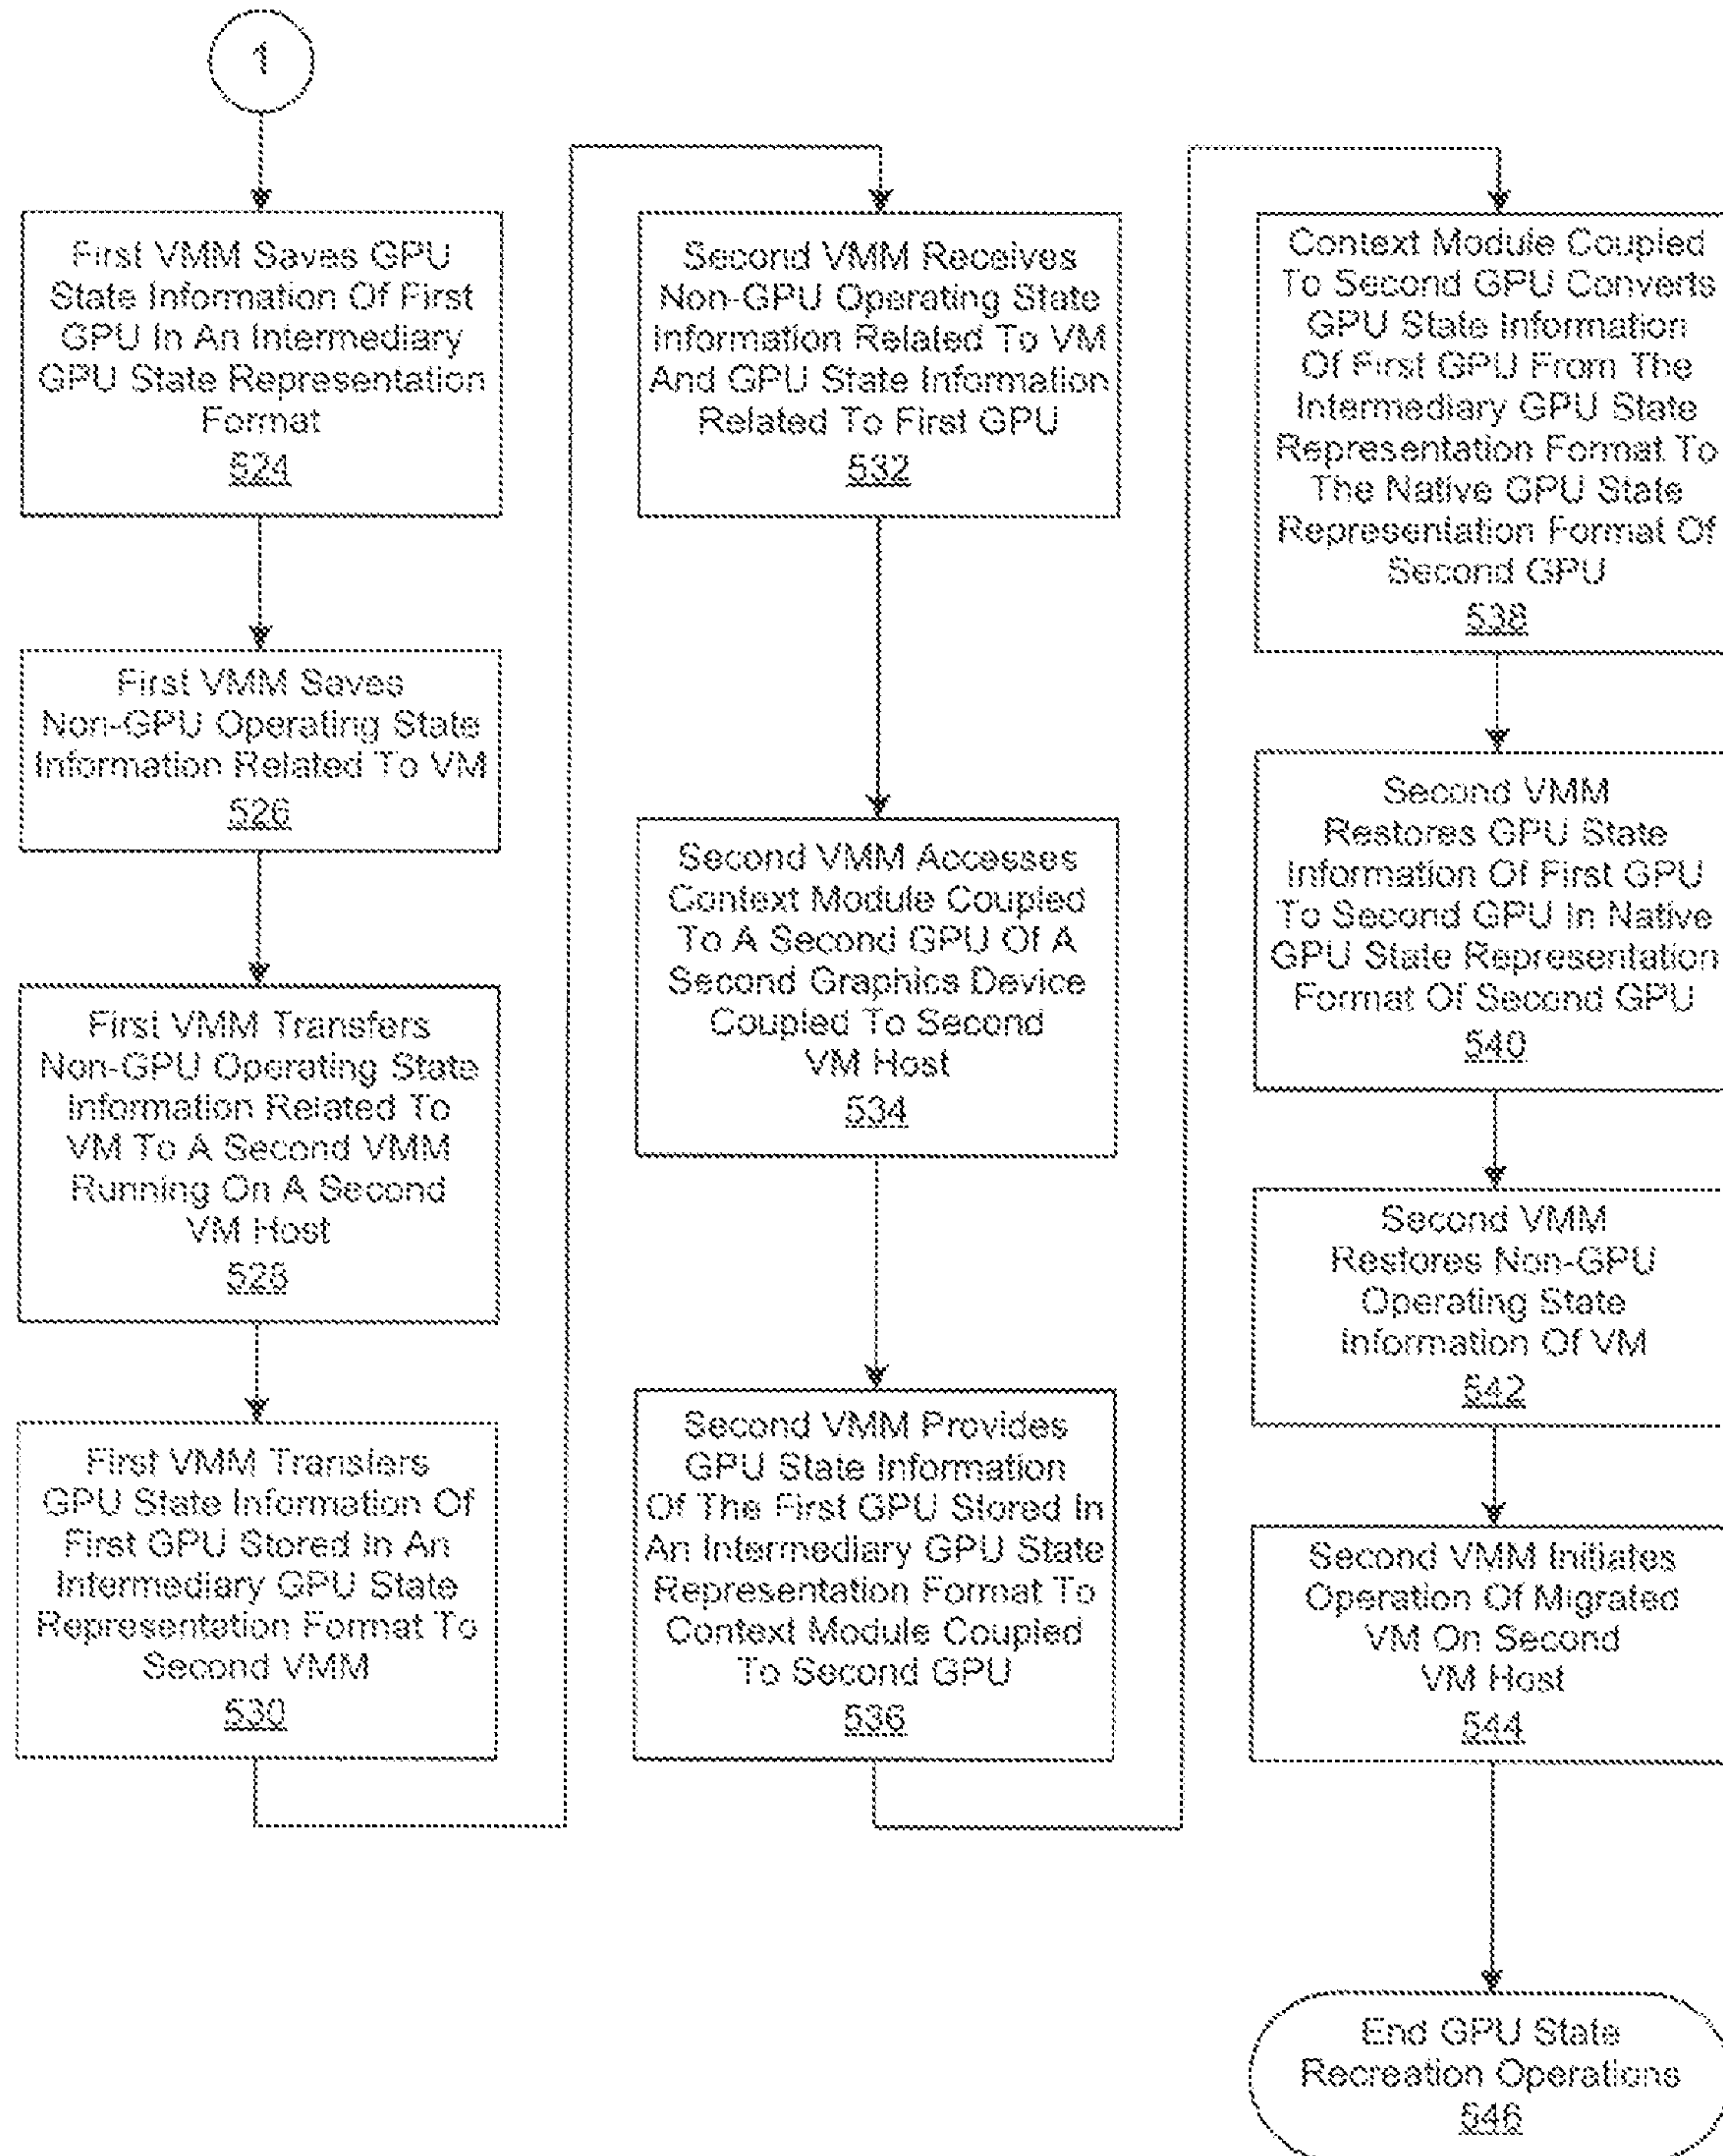 1
First VMM Saves GPU
State Information Of First
GPU In An Intermediary
GPU State Representation
Format
524
First VMM Saves
Non-GPU Operating State
Information Related To VM
526
First VMM Transfers
Non-GPU Operating State
Information Related To
VM To A Second VMM
Running On A Second
VM Host
528
First VMM Transfers
GPU State Information Of
First GPU Stored In An
Intermediary GPU State
Representation Format To
Second VMM
530
Second VMM Receives
Non-GPU Operating State
Information Related To VM
And GPU State Information
Related To First GPU
532
Second VMM Accesses
Context Module Coupled
To A Second GPU Of A
Second Graphics Device
Coupled To Second
VM Host
534
Second VMM Provides
GPU State Information
Of The First GPU Stored In
An Intermediary GPU State
Representation Format To
Context Module Coupled
To Second GPU
536
Context Module Coupled
To Second GPU Converts
GPU State Information
Of First GPU From The
Intermediary GPU State
Representation Format To
The Native GPU State
Representation Format Of
Second GPU
538
Second VMM
Restores GPU State
Information Of First GPU
To Second GPU In Native
GPU State Representation
Format Of Second GPU
540
Second VMM
Restores Non-GPU
Operating State
Information Of VM
542
Second VMM Initiates
Operation Of Migrated
VM On Second
VM Host
544
End GPU State
Recreation Operations
546